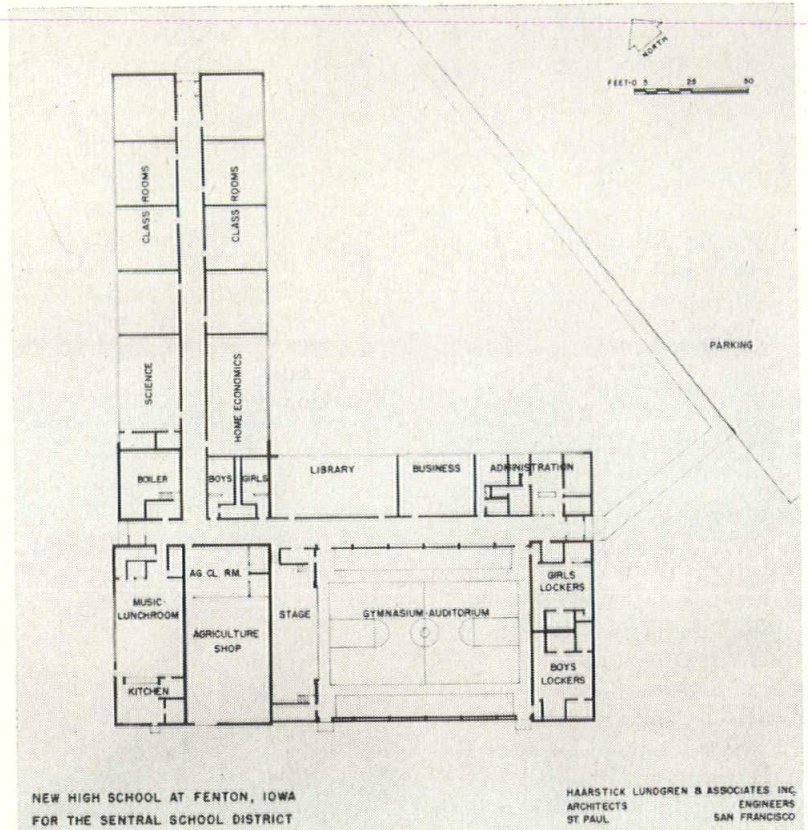 NORTH
FEET-0 5 25 50
CLASS ROOMS
CLASS ROOMS
PARKING
SCIENCE
HOME ECONOMICS
BOILER
BOYS
GIRLS
LIBRARY
BUSINESS
ADMINISTRATION
MUSIC-
LUNCHROOM
AG. CL. RM.
AGRICULTURE
SHOP
STAGE
GYMNASIUM-AUDITORIUM
GIRLS
LOCKERS
BOYS
LOCKERS
KITCHEN
NEW HIGH SCHOOL AT FENTON, IOWA
FOR THE SENTRAL SCHOOL DISTRICT
HAARSTICK LUNDGREN & ASSOCIATES INC.
ARCHITECTS ENGINEERS
ST. PAUL SAN FRANCISCO